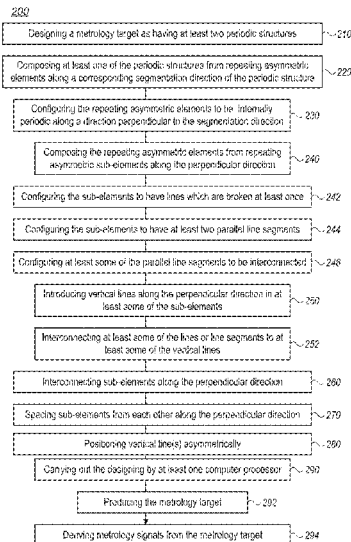 200
Designing a metrology target as having at least two periodic structures
210
Composing at least one of the periodic structures from repeating asymmetric
elements along a corresponding segmentation direction of the periodic structure
220
Configuring the repeating asymmetric elements to be internally
periodic along a direction perpendicular to the segmentation direction
230
Composing the repeating asymmetric elements from repeating
asymmetric sub-elements along the perpendicular direction
240
Configuring the sub-elements to have lines which are broken at least once
242
Configuring the sub-elements to have at least two parallel line segments
244
Configuring at least some of the parallel line segments to be interconnected
248
Introducing vertical lines along the perpendicular direction in at
least some of the sub-elements
250
Interconnecting at least some of the lines or line segments to at
least some of the vertical lines
252
Interconnecting sub-elements along the perpendicular direction
260
Spacing sub-elements from each other along the perpendicular direction
270
Positioning vertical line(s) asymmetrically
280
Carrying out the designing by at least one computer processor
290
Producing the metrology target
292
Deriving metrology signals from the metrology target
294